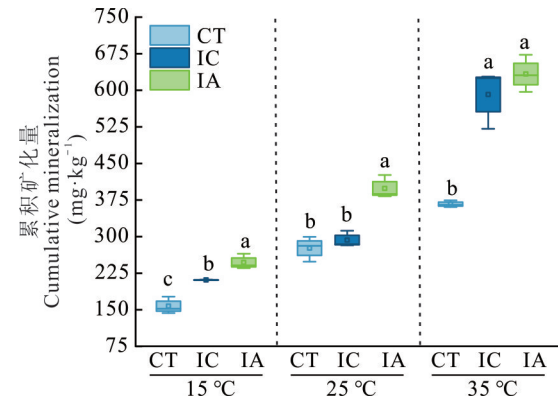 累积矿化量
Cumulative mineralization
(mg·kg⁻¹)
750
675
600
525
450
375
300
225
150
75
CT
IC
IA
c
b
a
b
b
a
b
a
a
CT IC IA CT IC IA CT IC IA
15 ℃ 25 ℃ 35 ℃